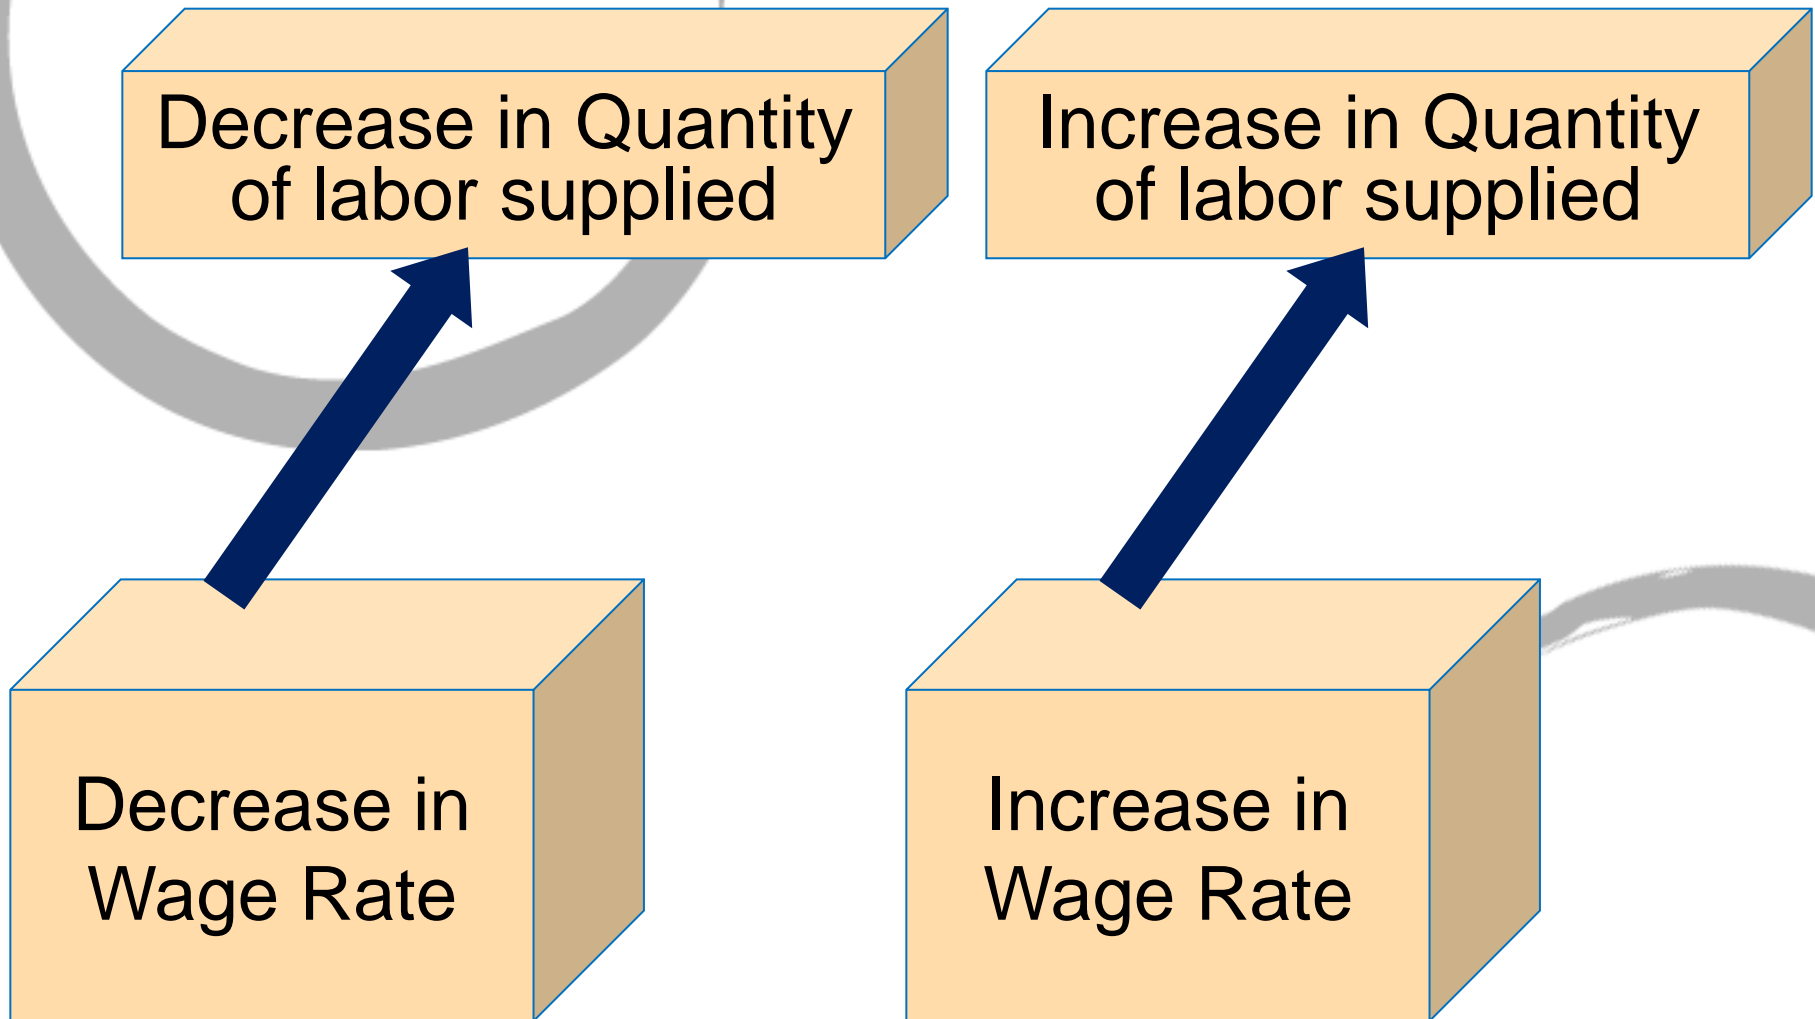 Decrease in Quantity
of labor supplied
Increase in Quantity
of labor supplied
Decrease in
Wage Rate
Increase in
Wage Rate